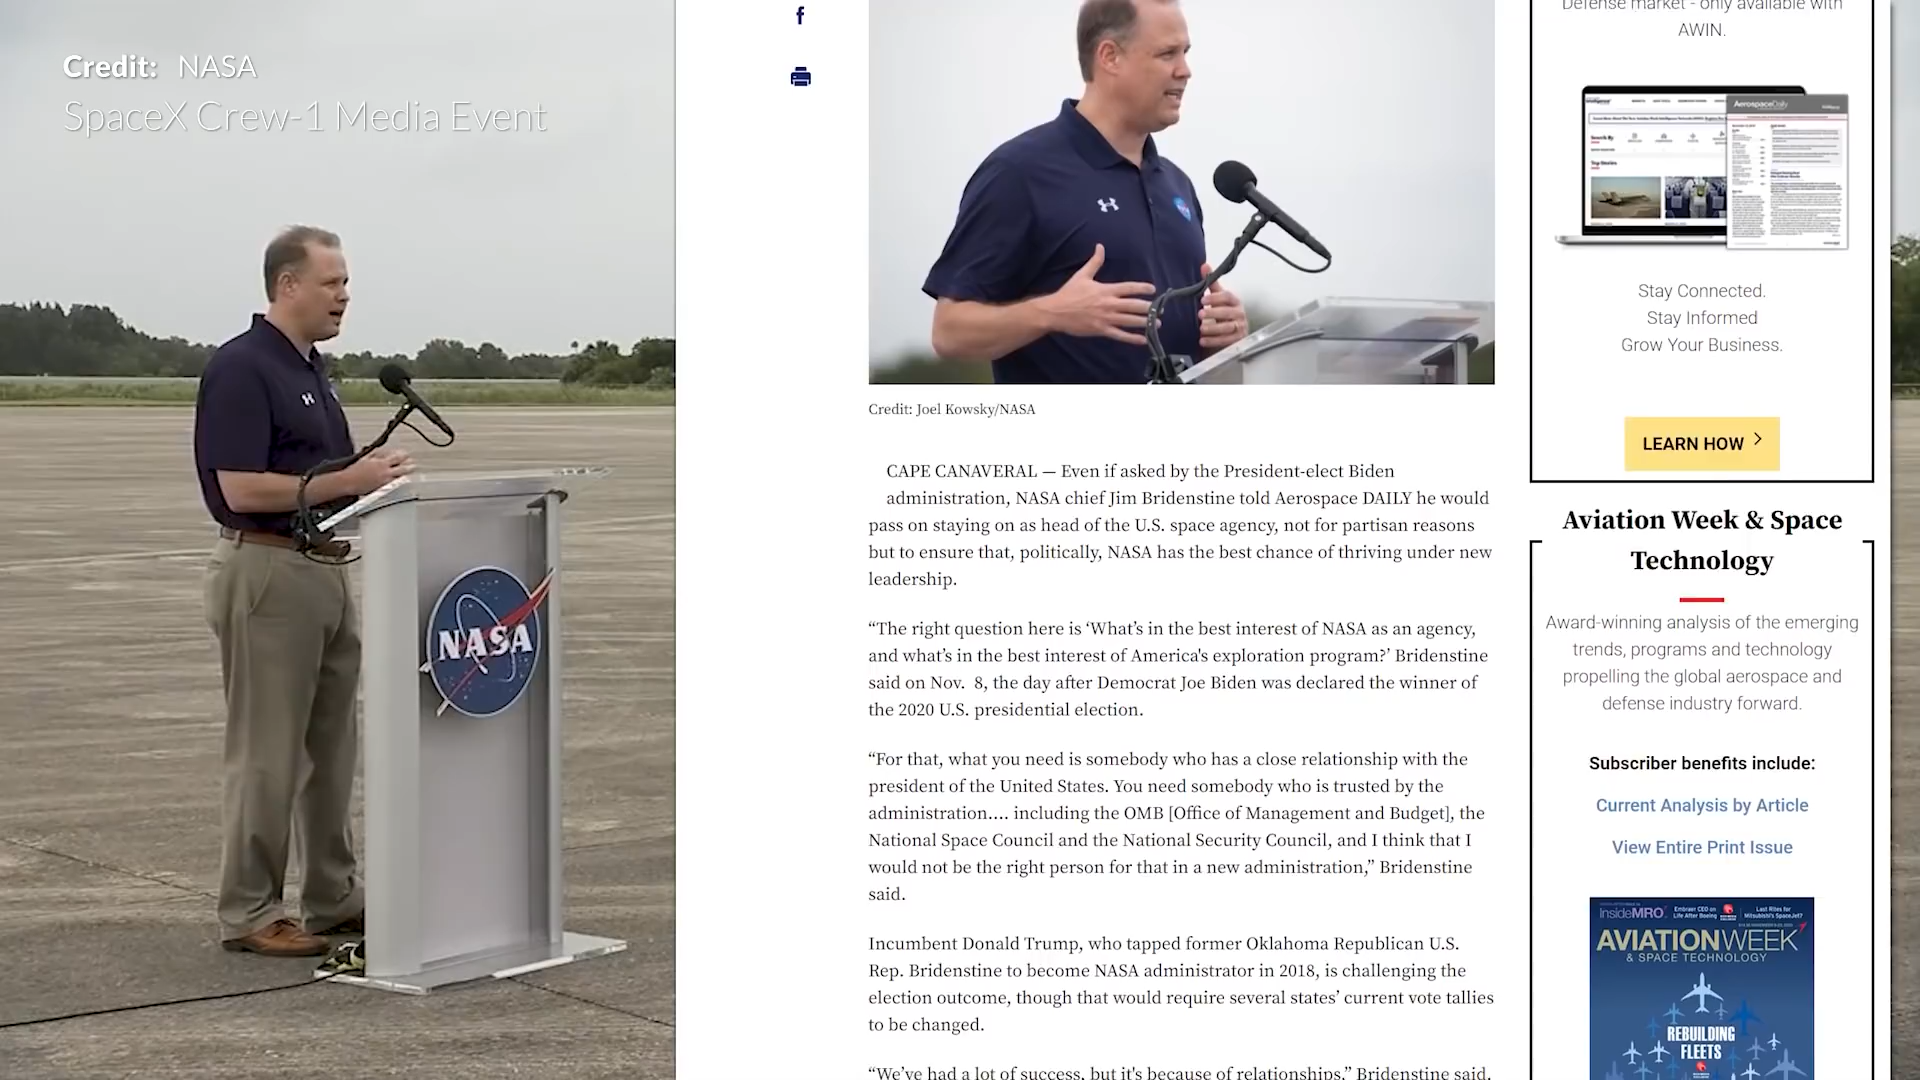 Credit: NASA
SpaceX Crew-1 Media Event
NASA
Credit: Joel Kowsky/NASA
CAPE CANAVERAL — Even if asked by the President-elect Biden
administration, NASA chief Jim Bridenstine told Aerospace DAILY he would
pass on staying on as head of the U.S. space agency, not for partisan reasons
but to ensure that, politically, NASA has the best chance of thriving under new
leadership.
“The right question here is ‘What’s in the best interest of NASA as an agency,
and what’s in the best interest of America's exploration program?’ Bridenstine
said on Nov. 8, the day after Democrat Joe Biden was declared the winner of
the 2020 U.S. presidential election.
“For that, what you need is somebody who has a close relationship with the
president of the United States. You need somebody who is trusted by the
administration.... including the OMB [Office of Management and Budget], the
National Space Council and the National Security Council, and I think that I
would not be the right person for that in a new administration,” Bridenstine
said.
Incumbent Donald Trump, who tapped former Oklahoma Republican U.S.
Rep. Bridenstine to become NASA administrator in 2018, is challenging the
election outcome, though that would require several states’ current vote tallies
to be changed.
“We’ve had a lot of success, but it's because of relationships,” Bridenstine said.
Defense market - only available with
AWIN.
AerospaceDaily
Search By
Top Stories
Stay Connected.
Stay Informed
Grow Your Business.
LEARN HOW
Aviation Week & Space
Technology
Award-winning analysis of the emerging
trends, programs and technology
propelling the global aerospace and
defense industry forward.
Subscriber benefits include:
Current Analysis by Article
View Entire Print Issue
InsideMRO
Embraer CEO on
Life After Boeing
Last Rites for
Mitsubishi's SpaceJet?
AVIATION WEEK
& SPACE TECHNOLOGY
REBUILDING
FLEETS